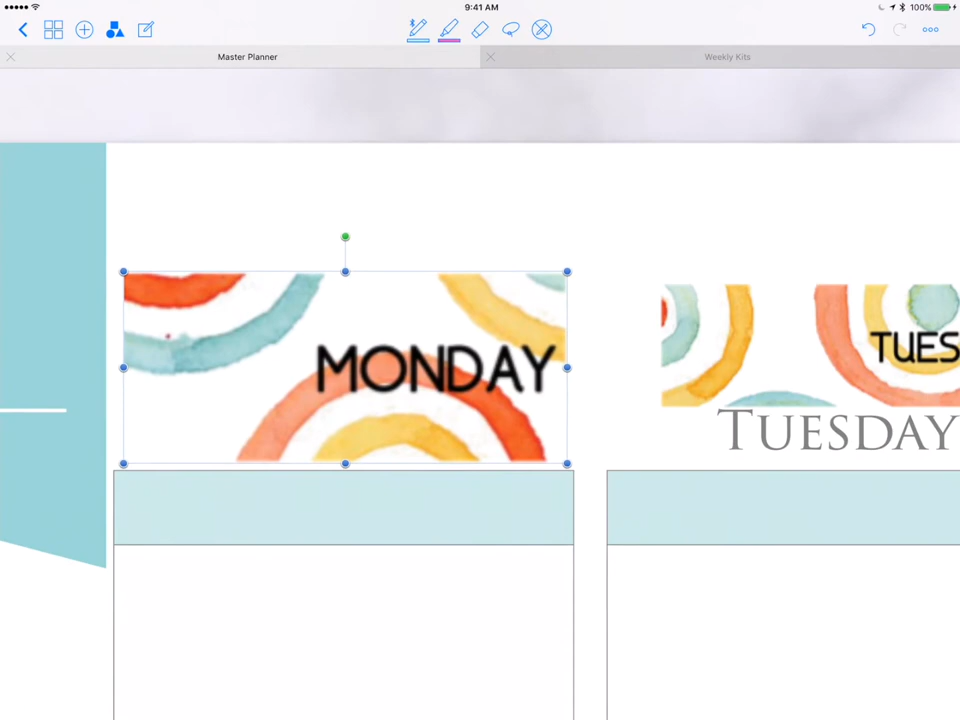 9:41 AM
100%
Master Planner
Weekly Kits
MONDAY
TUES
TUESDAY